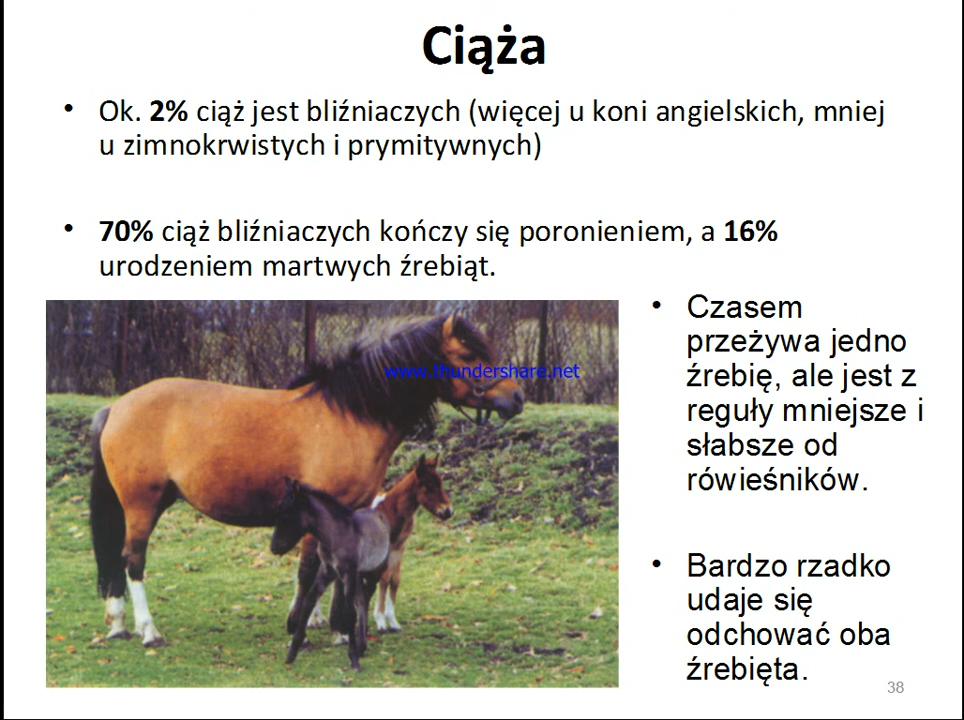 Ciąża
• Ok. 2% ciąż jest bliźniaczych (więcej u koni angielskich, mniej
u zimnokrwistych i prymitywnych)
• 70% ciąż bliźniaczych kończy się poronieniem, a 16%
urodzeniem martwych źrebiąt.
www.thundershare.net
• Czasem
przeżywa jedno
źrebię, ale jest z
reguły mniejsze i
słabsze od
rówieśników.
• Bardzo rzadko
udaje się
odchować oba
źrebięta.
38